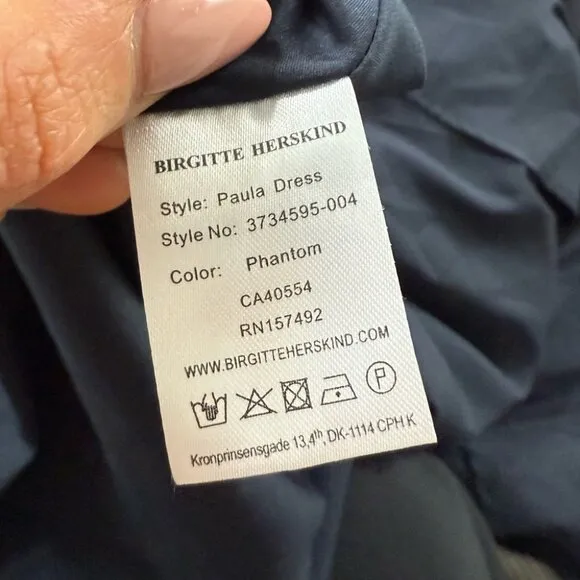 BIRGITTE HERSKIND
Style: Paula Dress
Style No: 3734595-004
Color: Phantom
CA40554
RN157492
WWW.BIRGITTEHERSKIND.COM
P
Kronprinsensgade 13,4th, DK-1114 CPH K